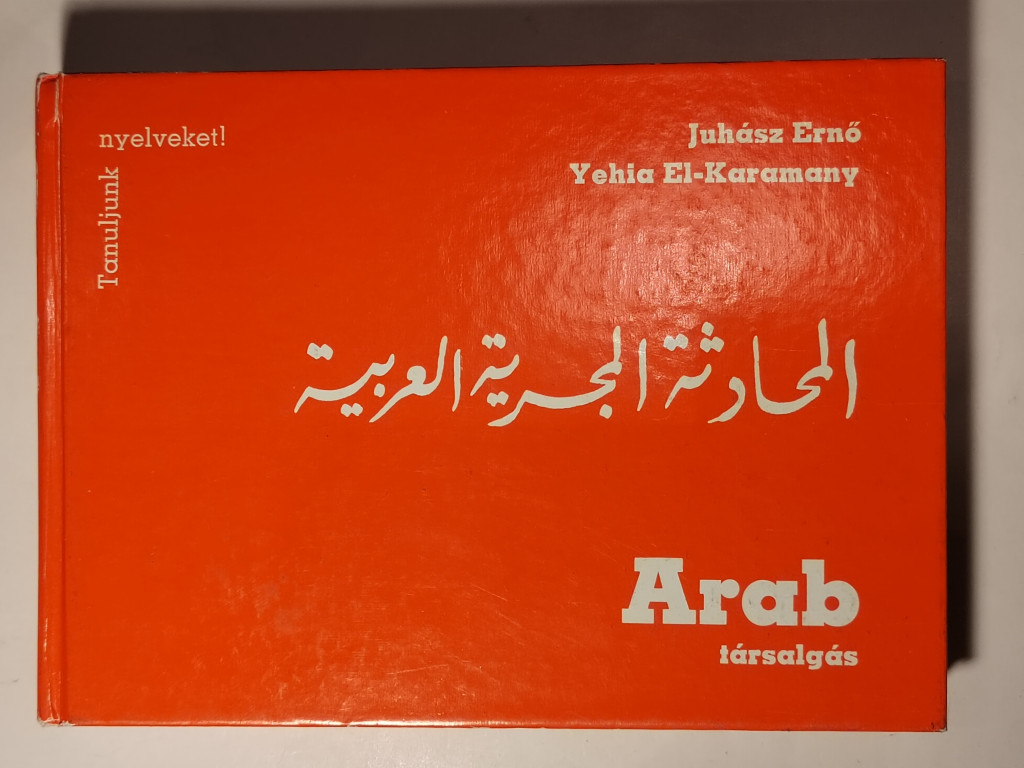 Tanuljunk
nyelveket!
Juhász Ernő
Yehia El-Karamany
المحادثة المجرية العربية
Arab
társalgás